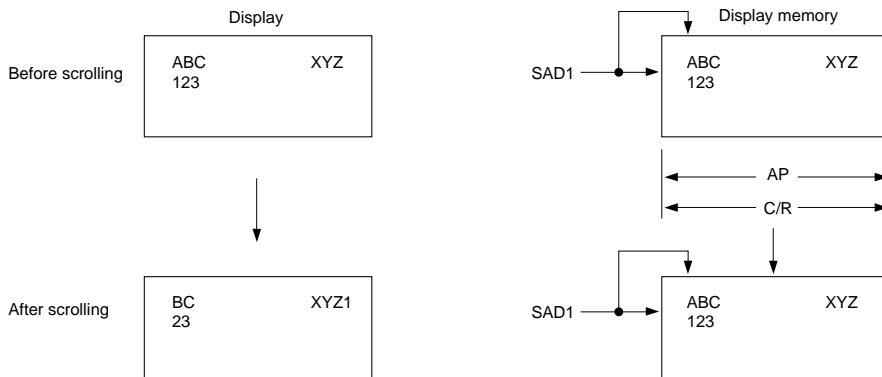 Display
Display memory
Before scrolling
ABC XYZ
123
SAD1
ABC XYZ
123
AP
C/R
After scrolling
BC XYZ1
23
SAD1
ABC XYZ
123